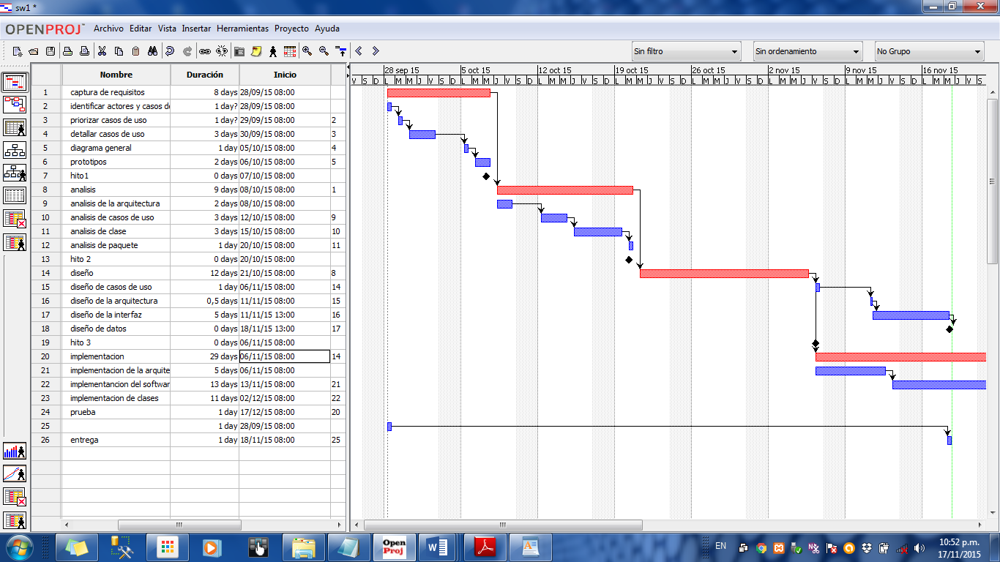 sw1 *
OPENPROJ™ Archivo Editar Vista Insertar Herramientas Proyecto Ayuda
Sin filtro Sin ordenamiento No Grupo
Nombre Duración Inicio
28 sep 15 5 oct 15 12 oct 15 19 oct 15 26 oct 15 2 nov 15 9 nov 15 16 nov 15
V S D L M M J V S D L M M J V S D L M M J V S D L M M J V S D L M M J V S D L M M J V S D L M M J V S D L M M J V S
1 captura de requisitos 8 days 28/09/15 08:00
2 identificar actores y casos de 1 day? 28/09/15 08:00
3 priorizar casos de uso 1 day? 29/09/15 08:00 2
4 detallar casos de uso 3 days 30/09/15 08:00 3
5 diagrama general 1 day 05/10/15 08:00 4
6 prototipos 2 days 06/10/15 08:00 5
7 hito1 0 days 07/10/15 08:00
8 analisis 9 days 08/10/15 08:00 1
9 analisis de la arquitectura 2 days 08/10/15 08:00
10 analisis de casos de uso 3 days 12/10/15 08:00 9
11 analisis de clase 3 days 15/10/15 08:00 10
12 analisis de paquete 1 day 20/10/15 08:00 11
13 hito 2 0 days 20/10/15 08:00
14 diseño 12 days 21/10/15 08:00 8
15 diseño de casos de uso 1 day 06/11/15 08:00 14
16 diseño de la arquitectura 0,5 days 11/11/15 08:00 15
17 diseño de la interfaz 5 days 11/11/15 13:00 16
18 diseño de datos 0 days 18/11/15 13:00 17
19 hito 3 0 days 06/11/15 08:00
20 implementacion 29 days 06/11/15 08:00 14
21 implementacion de la arquite 5 days 06/11/15 08:00
22 implementancion del softwar 13 days 13/11/15 08:00 21
23 implementacion de clases 11 days 02/12/15 08:00 22
24 prueba 1 day 17/12/15 08:00 20
25 1 day 28/09/15 08:00
26 entrega 1 day 18/11/15 08:00 25
Open
Proj
EN
10:52 p.m.
17/11/2015